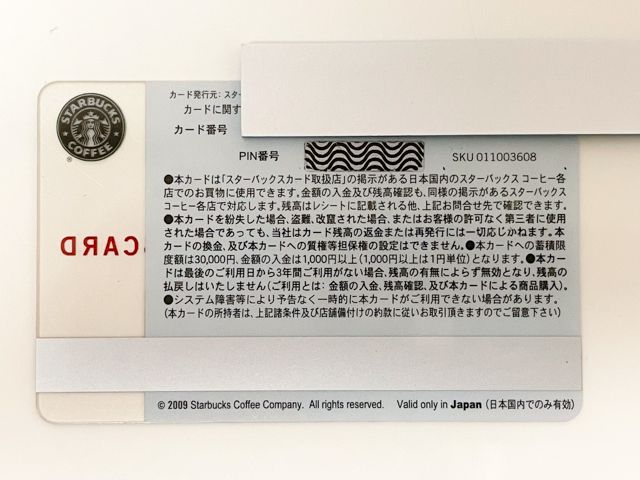 STARBUCKS
COFFEE
®
カード発行元: スタ
カードに関す
カード番号
PIN番号
SKU 011003608
●本カードは「スターバックスカード取扱店」の掲示がある日本国内のスターバックス コーヒー各
店でのお買物に使用できます。金額の入金及び残高確認も、同様の掲示があるスターバックス
コーヒー各店で対応します。残高はレシートに記載される他、上記お問合せ先で確認できます。
●本カードを紛失した場合、盗難、改竄された場合、またはお客様の許可なく第三者に使用
された場合であっても、当社はカード残高の返金または再発行には一切応じかねます。本
カードの換金、及び本カードへの質権等担保権の設定はできません。●本カードへの蓄積限
度額は30,000円、金額の入金は1,000円以上(1,000円以上は1円単位)となります。●本カード
は最後のご利用日から3年間ご利用がない場合、残高の有無によらず無効となり、残高の
払戻しはいたしません(ご利用とは：金額の入金、残高確認、及び本カードによる商品購入)。
●システム障害等により予告なく一時的に本カードがご利用できない場合があります。
(本カードの所持者は、上記諸条件及び店舗備付けの約款に従いお取引頂きますのでご留意下さい)
CARD
© 2009 Starbucks Coffee Company. All rights reserved. Valid only in Japan (日本国内でのみ有効)